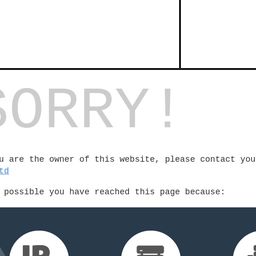 SORRY!
u are the owner of this website, please contact you
td
possible you have reached this page because:
IP